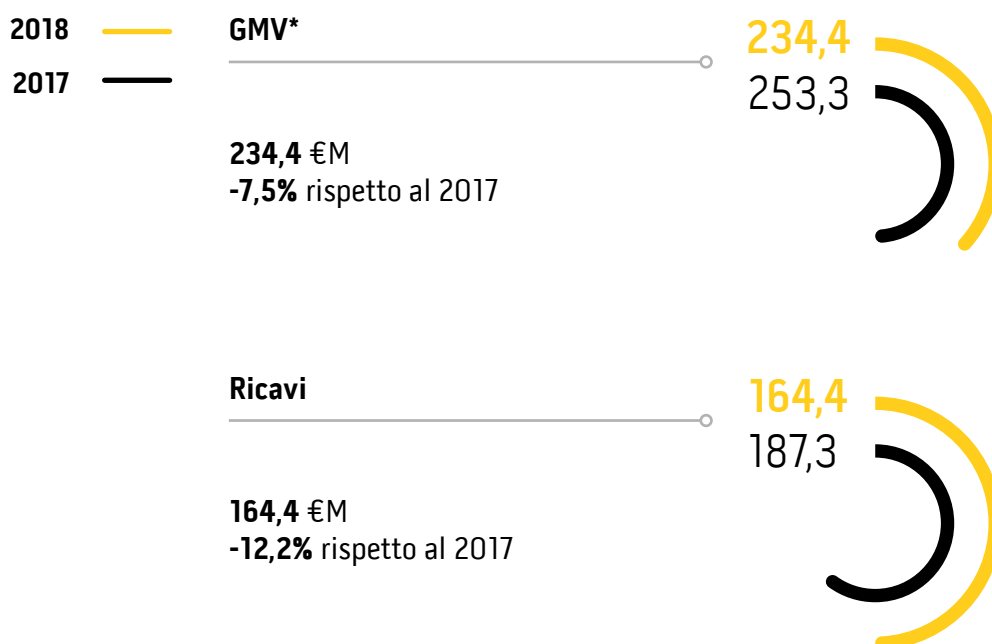 2018
2017
GMV*
234,4
253,3
234,4 €M
-7,5% rispetto al 2017
Ricavi
164,4
187,3
164,4 €M
-12,2% rispetto al 2017